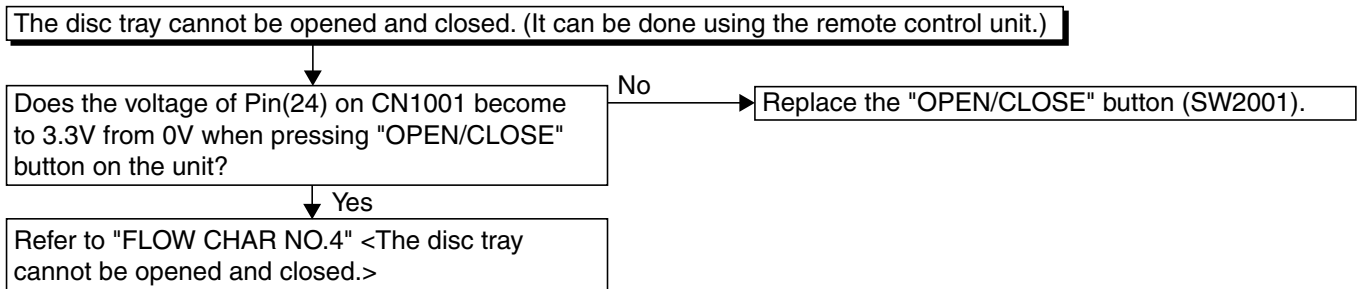 The disc tray cannot be opened and closed. (It can be done using the remote control unit.)
Does the voltage of Pin(24) on CN1001 become
to 3.3V from 0V when pressing "OPEN/CLOSE"
button on the unit?
No
Replace the "OPEN/CLOSE" button (SW2001).
Yes
Refer to "FLOW CHAR NO.4" <The disc tray
cannot be opened and closed.>